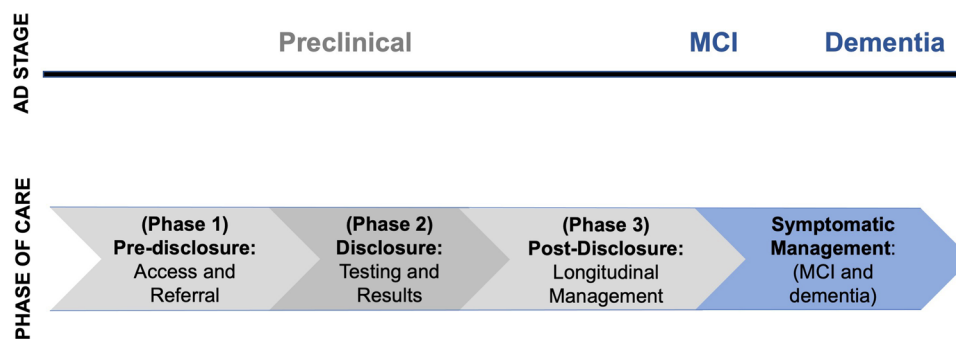 AD STAGE
Preclinical
MCI
Dementia
PHASE OF CARE
(Phase 1)
Pre-disclosure:
Access and
Referral
(Phase 2)
Disclosure:
Testing and
Results
(Phase 3)
Post-Disclosure:
Longitudinal
Management
Symptomatic
Management:
(MCI and
dementia)